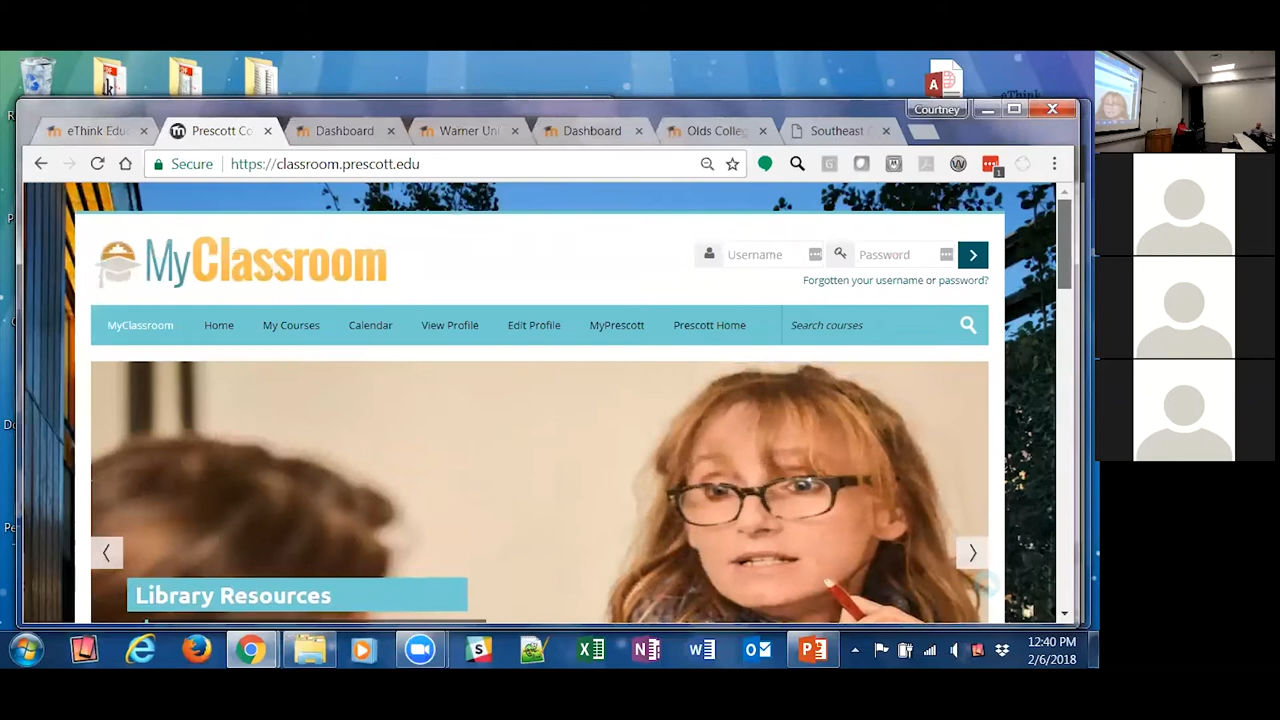 Courtney
eThink Edu
Prescott Co
Dashboard
Warner Uni
Dashboard
Olds Colleg
Southeast
Secure
https://classroom.prescott.edu
1
MyClassroom
Username
Password
Forgotten your username or password?
MyClassroom
Home
My Courses
Calendar
View Profile
Edit Profile
MyPrescott
Prescott Home
Search courses
Library Resources
12:40 PM
2/6/2018